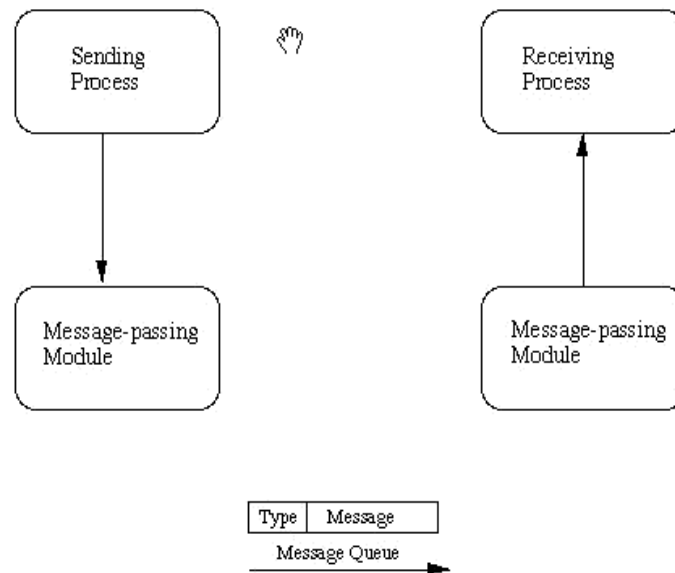 Sending
Process
Receiving
Process
Message-passing
Module
Message-passing
Module
Type
Message
Message Queue